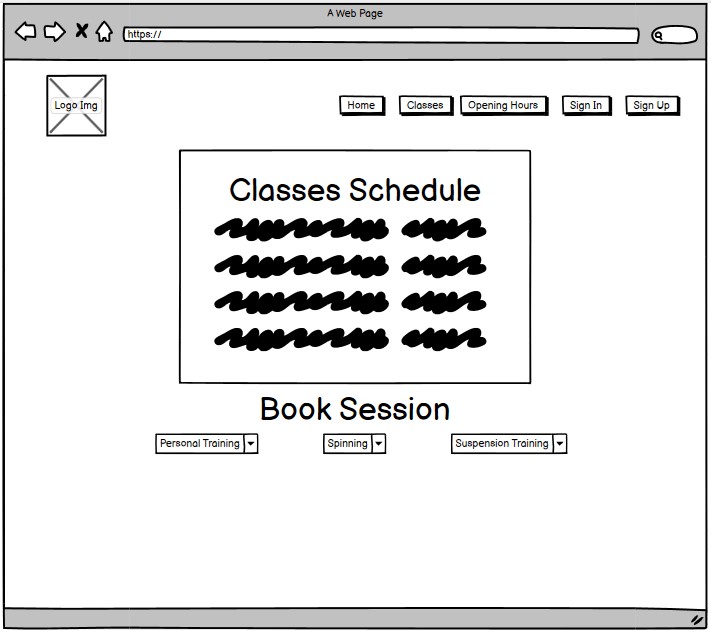 A Web Page
https://
Logo Img
Home Classes Opening Hours Sign In Sign Up
Classes Schedule
Book Session
Personal Training Spinning Suspension Training